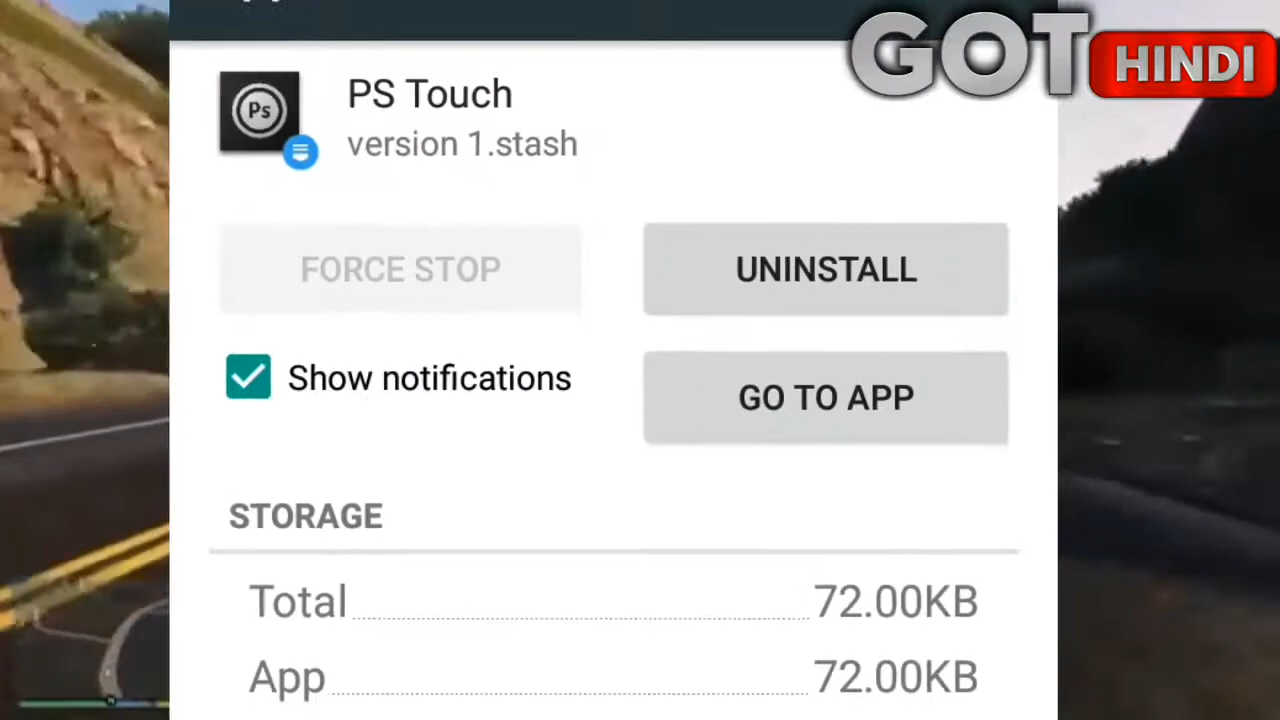 GOT HINDI
Ps
PS Touch
version 1.stash
FORCE STOP
UNINSTALL
Show notifications
GO TO APP
STORAGE
Total 72.00KB
App 72.00KB